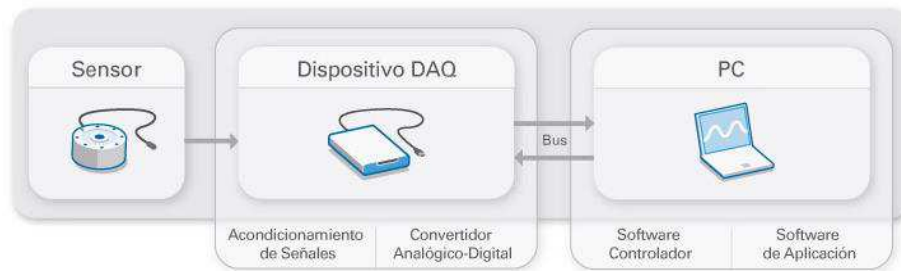 Sensor
Dispositivo DAQ
PC
Bus
Acondicionamiento
de Señales
Convertidor
Analógico-Digital
Software
Controlador
Software
de Aplicación